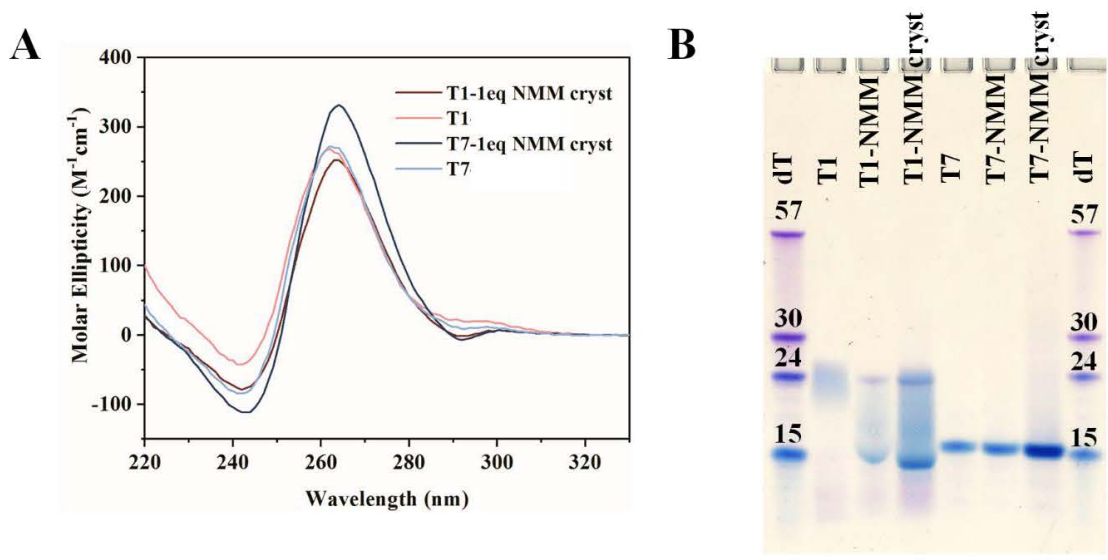 A
Molar Ellipticity (M⁻¹cm⁻¹)
400
300
200
100
0
-100
220
240
260
280
300
320
Wavelength (nm)
T1-1eq NMM cryst
T1
T7-1eq NMM cryst
T7
B
dT
T1
T1-NMM
T1-NMM cryst
T7
T7-NMM
T7-NMM cryst
dT
57
30
24
15
57
30
24
15